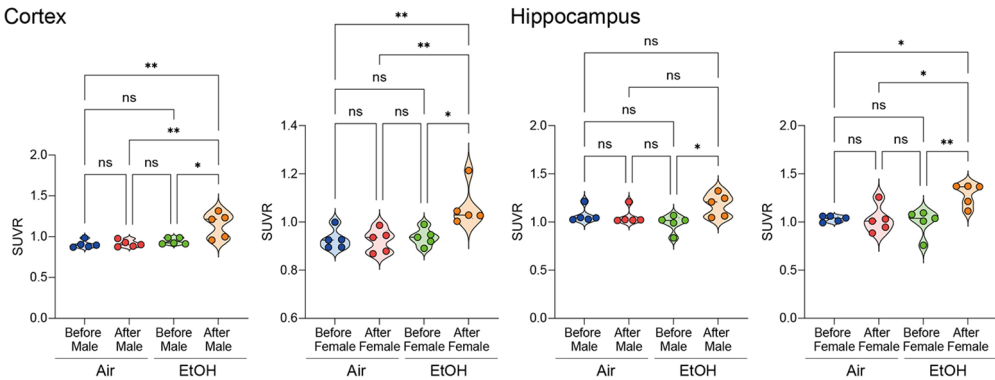 Cortex
Hippocampus
**
ns
**
ns
ns
*
2.0
1.5
1.0
0.5
0.0
SUVR
Before Male
After Male
Before Male
After Male
Air
EtOH
**
**
ns
ns
ns
*
1.4
1.2
1.0
0.8
0.6
SUVR
Before Female
After Female
Before Female
After Female
Air
EtOH
ns
ns
ns
ns
ns
*
2.0
1.5
1.0
0.5
0.0
SUVR
Before Male
After Male
Before Male
After Male
Air
EtOH
*
*
ns
ns
ns
**
2.0
1.5
1.0
0.5
0.0
SUVR
Before Female
After Female
Before Female
After Female
Air
EtOH